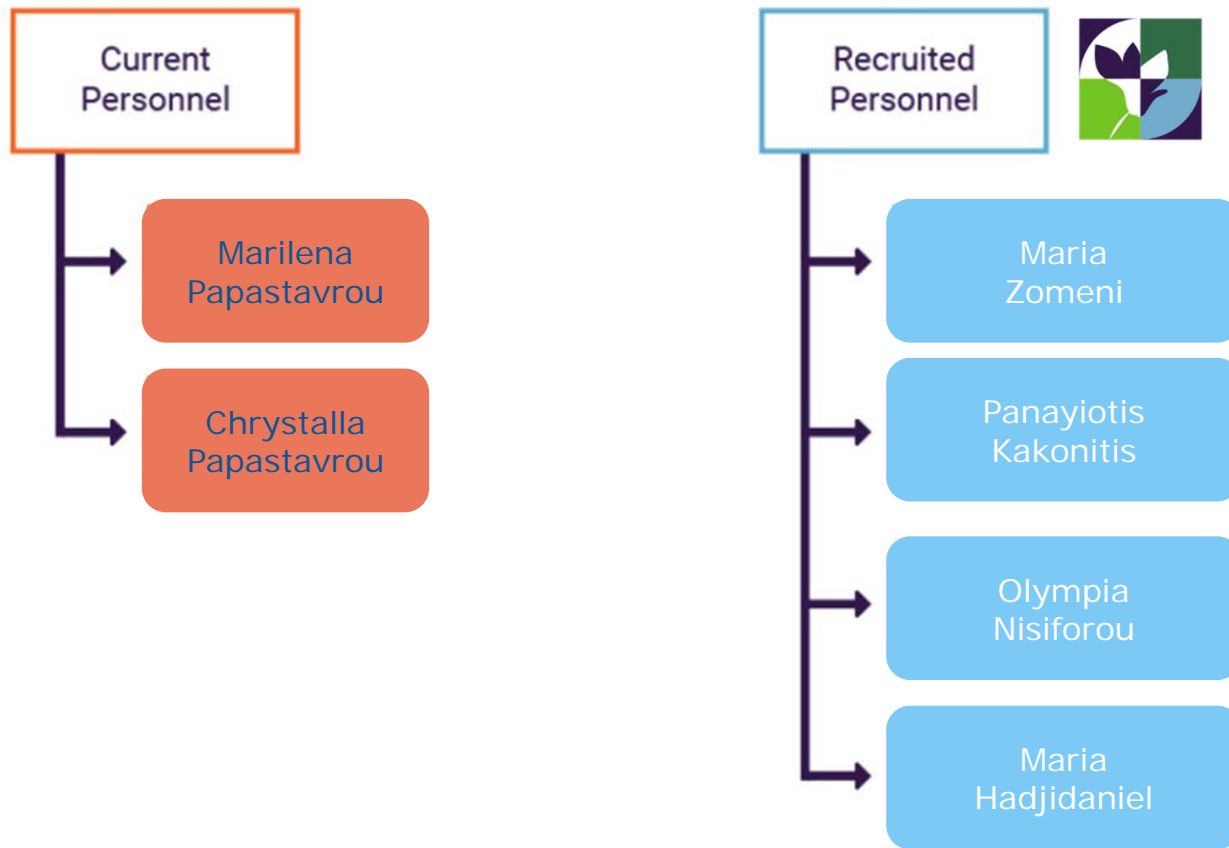 Current
Personnel
Marilena
Papastavrou
Chrystalla
Papastavrou
Recruited
Personnel
Maria
Zomeni
Panayiotis
Kakonitis
Olympia
Nisiforou
Maria
Hadjidaniel